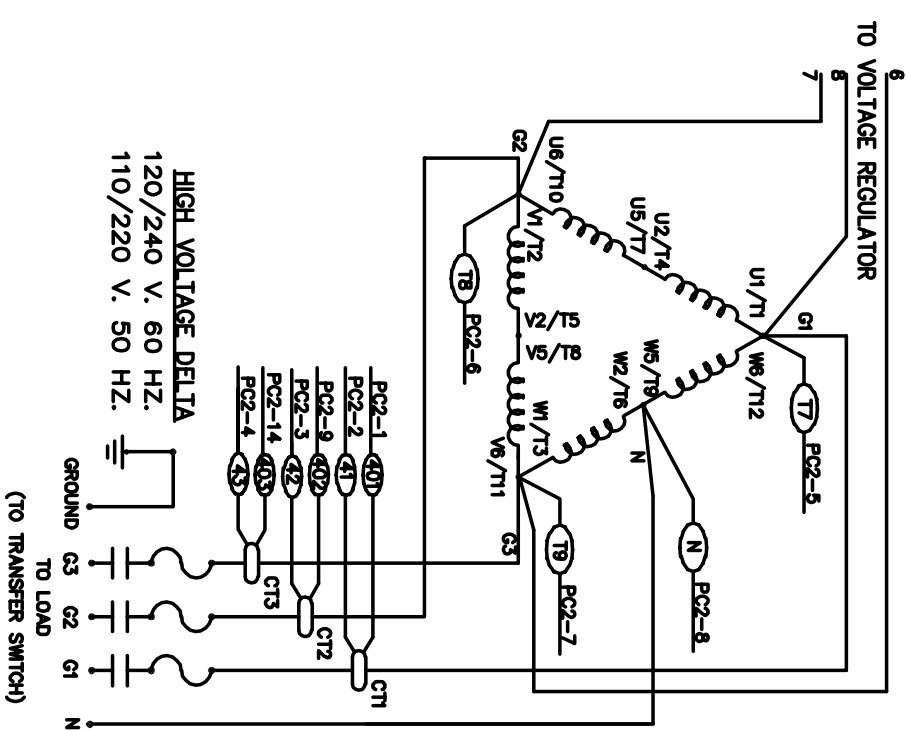 TO VOLTAGE REGULATOR
6
8
7
G1
U1/T1
W6/T12
T7
PC2-5
U2/T4
U5/T7
W5/T9
W2/T6
N
N
PC2-8
U6/T10
G2
V1/T2
V2/T5
V5/T8
W1/T3
V6/T11
T8
PC2-6
G3
T9
PC2-7
HIGH VOLTAGE DELTA
120/240 V. 60 HZ.
110/220 V. 50 HZ.
PC2-1
401
PC2-2
41
PC2-9
402
PC2-3
42
PC2-14
403
PC2-4
43
CT3
CT2
CT1
GROUND
G3
G2
G1
N
TO LOAD
(TO TRANSFER SWITCH)